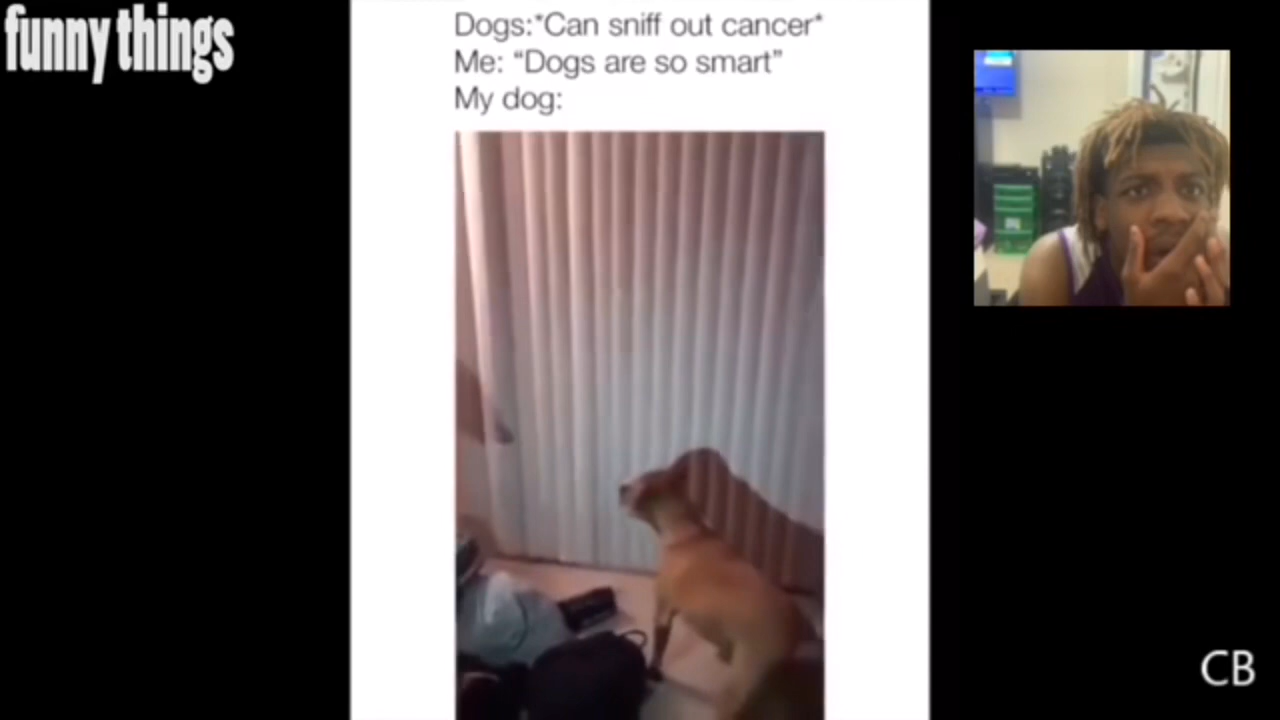 funny things
Dogs:*Can sniff out cancer*
Me: “Dogs are so smart”
My dog:
CB